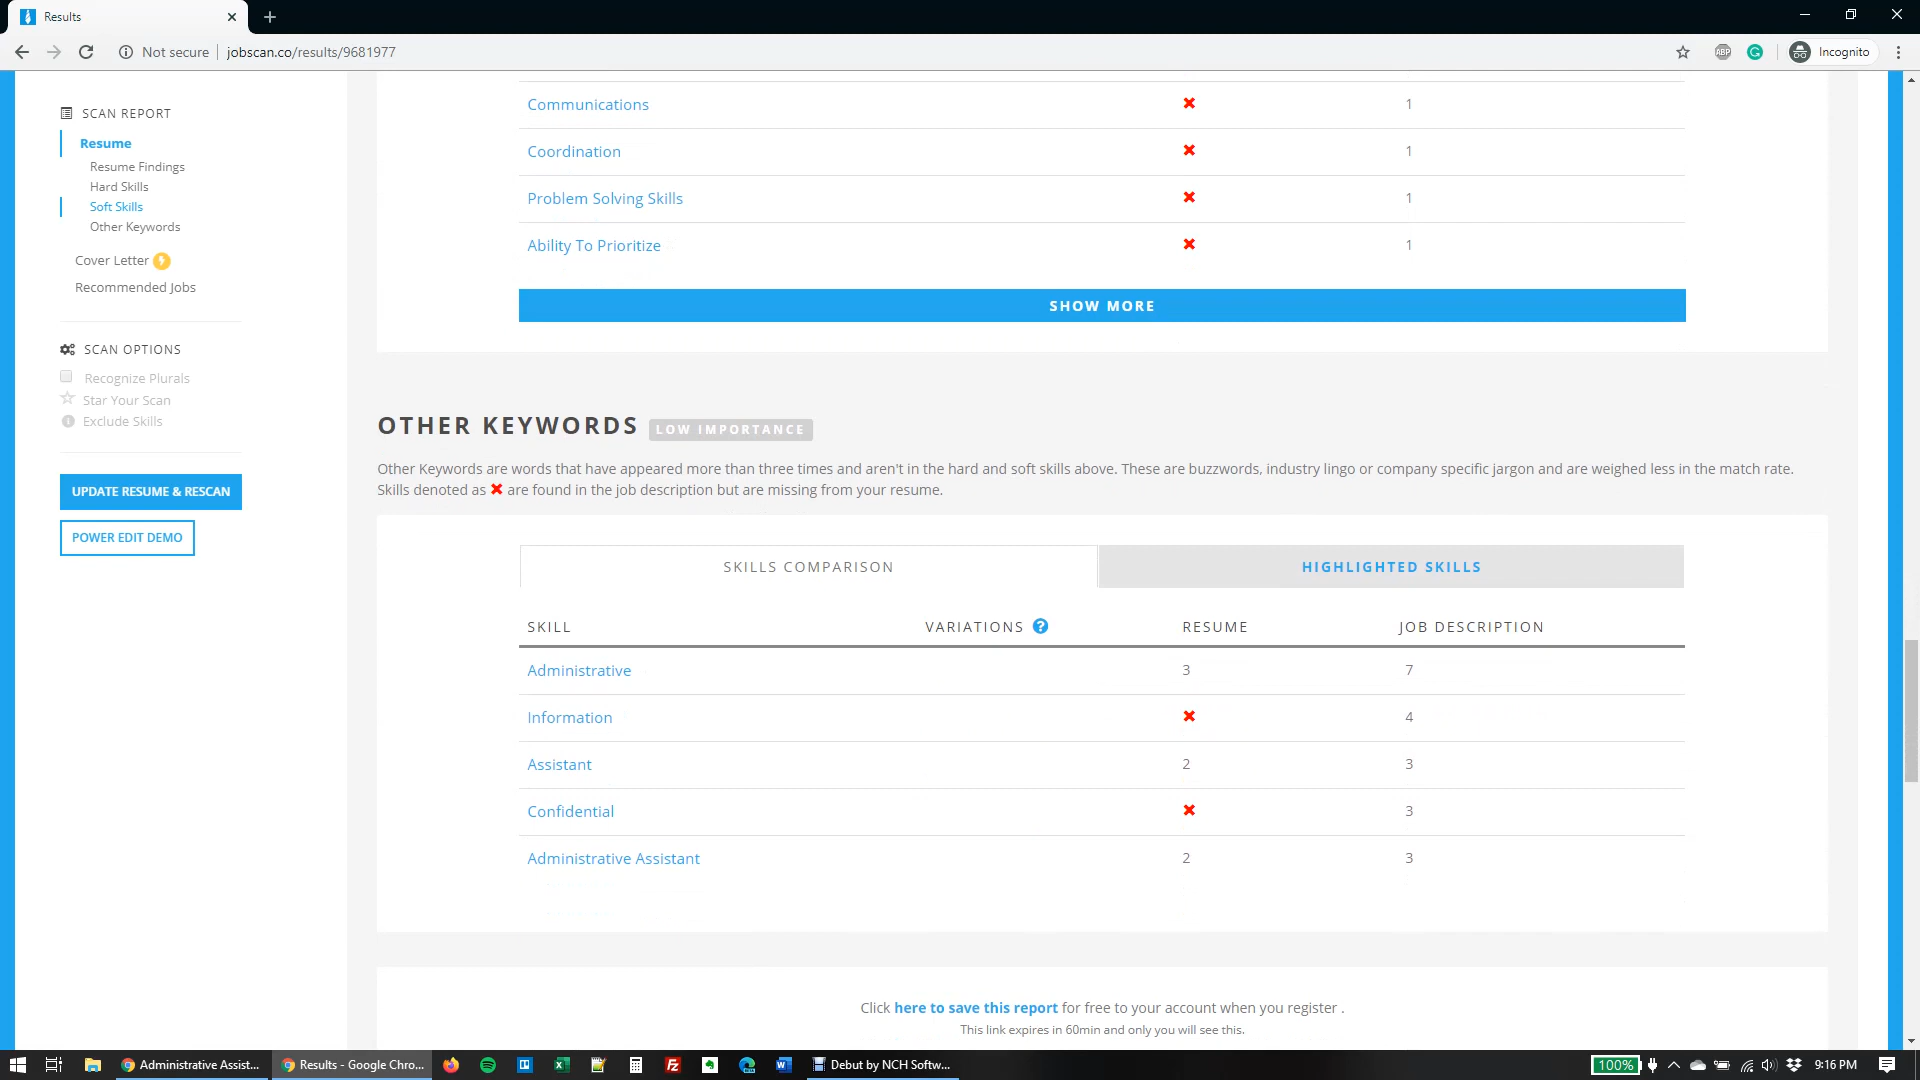 Results
Not secure
jobscan.co/results/9681977
ABP
Incognito
SCAN REPORT
Resume
Resume Findings
Hard Skills
Soft Skills
Other Keywords
Cover Letter
Recommended Jobs
SCAN OPTIONS
Recognize Plurals
Star Your Scan
Exclude Skills
UPDATE RESUME & RESCAN
POWER EDIT DEMO
Communications 1
Coordination 1
Problem Solving Skills 1
Ability To Prioritize 1
SHOW MORE
OTHER KEYWORDS LOW IMPORTANCE
Other Keywords are words that have appeared more than three times and aren't in the hard and soft skills above. These are buzzwords, industry lingo or company specific jargon and are weighed less in the match rate.
Skills denoted as ✖ are found in the job description but are missing from your resume.
SKILLS COMPARISON HIGHLIGHTED SKILLS
SKILL VARIATIONS ? RESUME JOB DESCRIPTION
Administrative 3 7
Information ✖ 4
Assistant 2 3
Confidential ✖ 3
Administrative Assistant 2 3
Click here to save this report for free to your account when you register .
This link expires in 60min and only you will see this.
Administrative Assist...
Results - Google Chro...
Debut by NCH Softw...
100%
9:16 PM